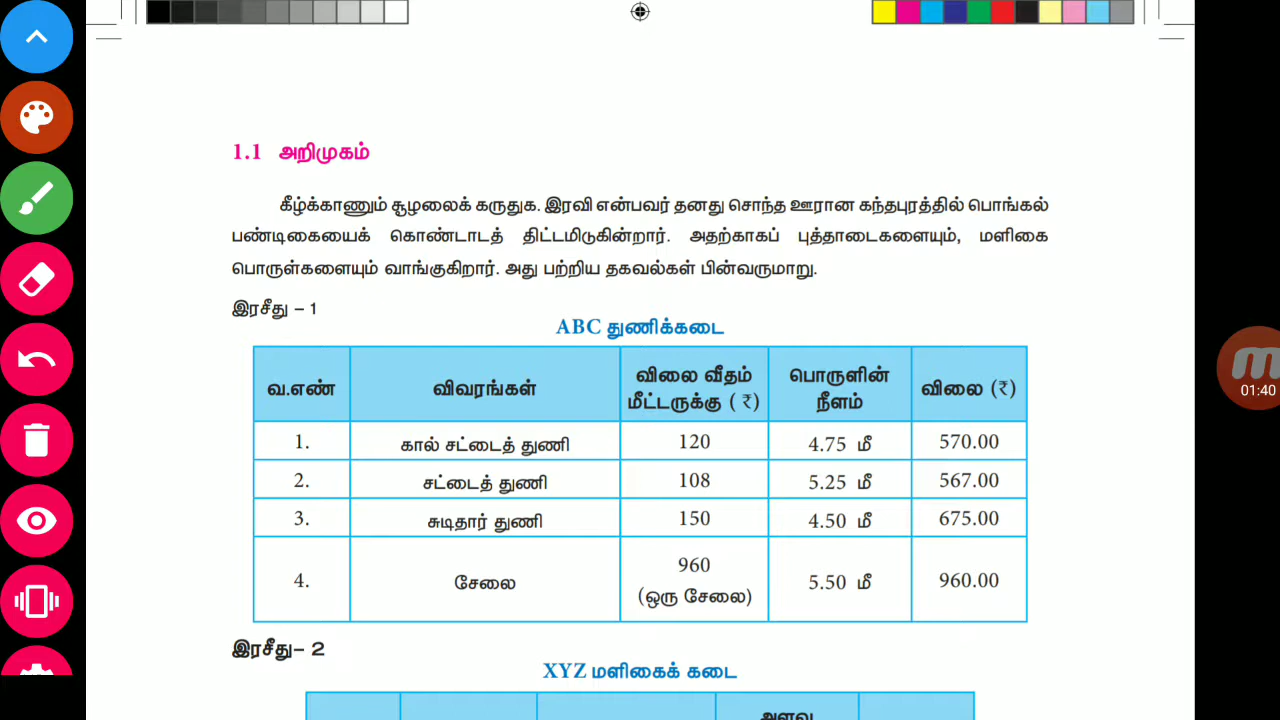 1.1 அறிமுகம்
கீழ்க்காணும் சூழலைக் கருதுக. இரவி என்பவர் தனது சொந்த ஊரான கந்தபுரத்தில் பொங்கல்
பண்டிகையைக் கொண்டாடத் திட்டமிடுகின்றார். அதற்காகப் புத்தாடைகளையும், மளிகை
பொருள்களையும் வாங்குகிறார். அது பற்றிய தகவல்கள் பின்வருமாறு.
இரசீது – 1
ABC துணிக்கடை
வ.எண் விவரங்கள் விலை வீதம் மீட்டருக்கு ( ₹) பொருளின் நீளம் விலை (₹)
1. கால் சட்டைத் துணி 120 4.75 மீ 570.00
2. சட்டைத் துணி 108 5.25 மீ 567.00
3. சுடிதார் துணி 150 4.50 மீ 675.00
4. சேலை 960 (ஒரு சேலை) 5.50 மீ 960.00
இரசீது– 2
XYZ மளிகைக் கடை
அளவு
01:40